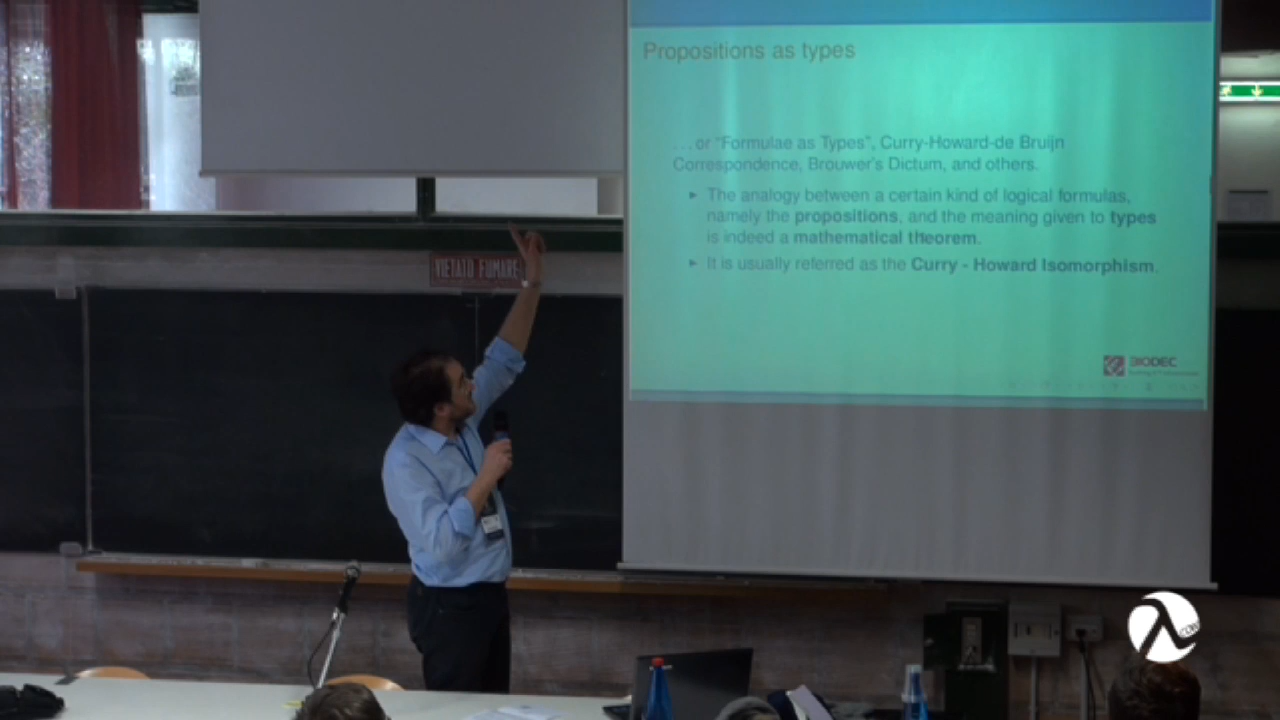 Propositions as types
... or "Formulae as Types", Curry-Howard-de Bruijn
Correspondence, Brouwer's Dictum, and others.
► The analogy between a certain kind of logical formulas,
namely the propositions, and the meaning given to types
is indeed a mathematical theorem.
► It is usually referred as the Curry - Howard Isomorphism.
VIETATO FUMARE
BIODEC
λ
COM